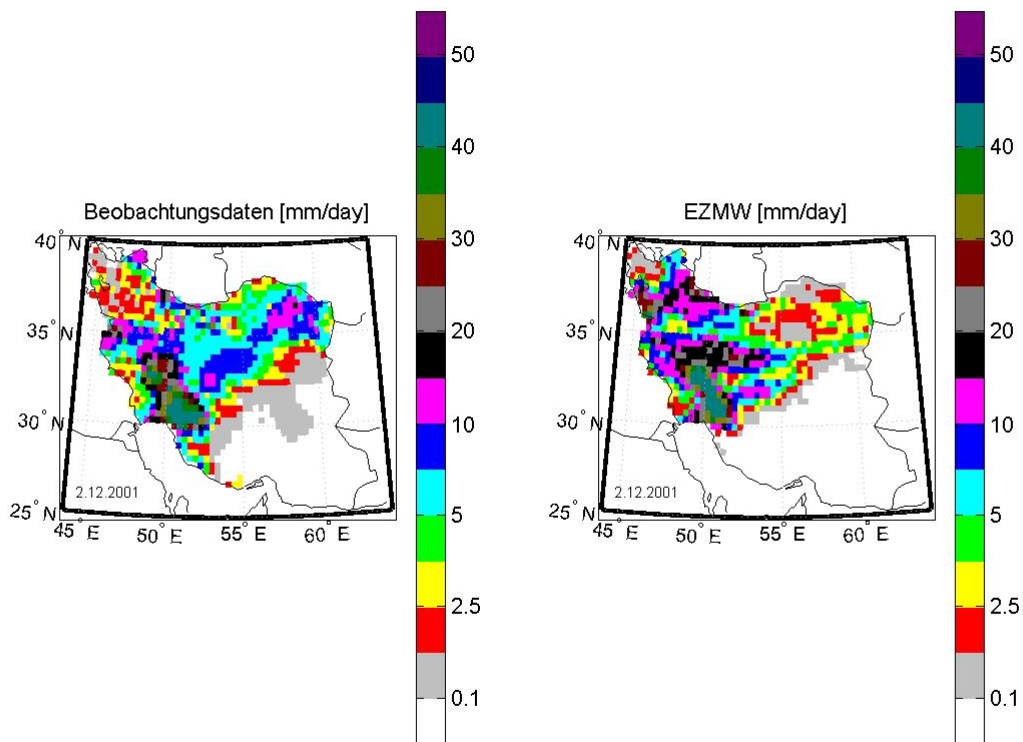 Beobachtungsdaten [mm/day]
40° N
35° N
30° N
25° N
45° E
50° E
55° E
60° E
2.12.2001
50
40
30
20
10
5
2.5
0.1
EZMW [mm/day]
40° N
35° N
30° N
25° N
45° E
50° E
55° E
60° E
2.12.2001
50
40
30
20
10
5
2.5
0.1